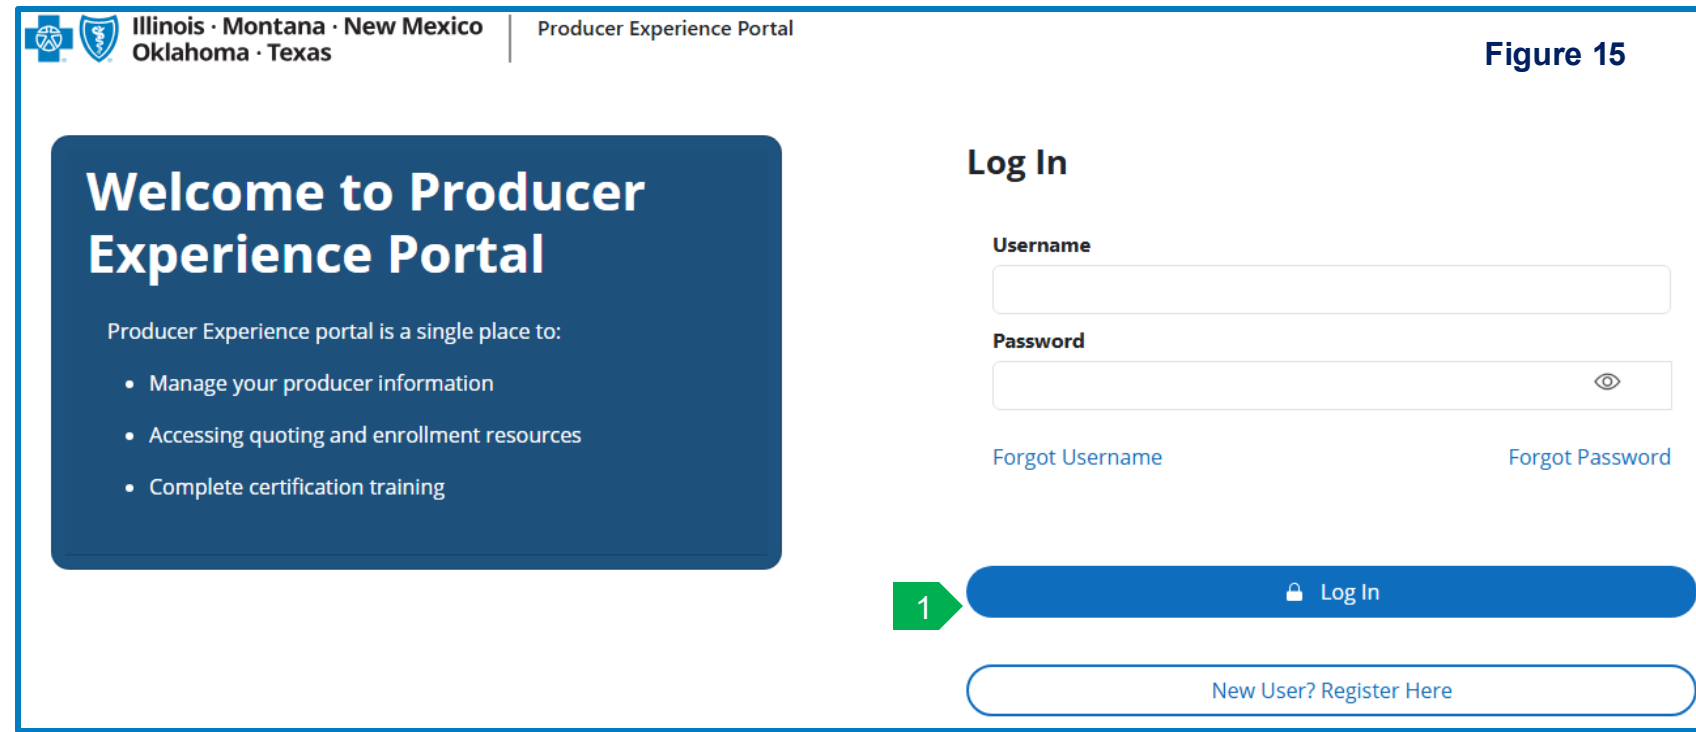 Illinois · Montana · New Mexico
Oklahoma · Texas
Producer Experience Portal
Figure 15
Welcome to Producer
Experience Portal
Producer Experience portal is a single place to:
• Manage your producer information
• Accessing quoting and enrollment resources
• Complete certification training
Log In
Username
Password
Forgot Username
Forgot Password
1
Log In
New User? Register Here